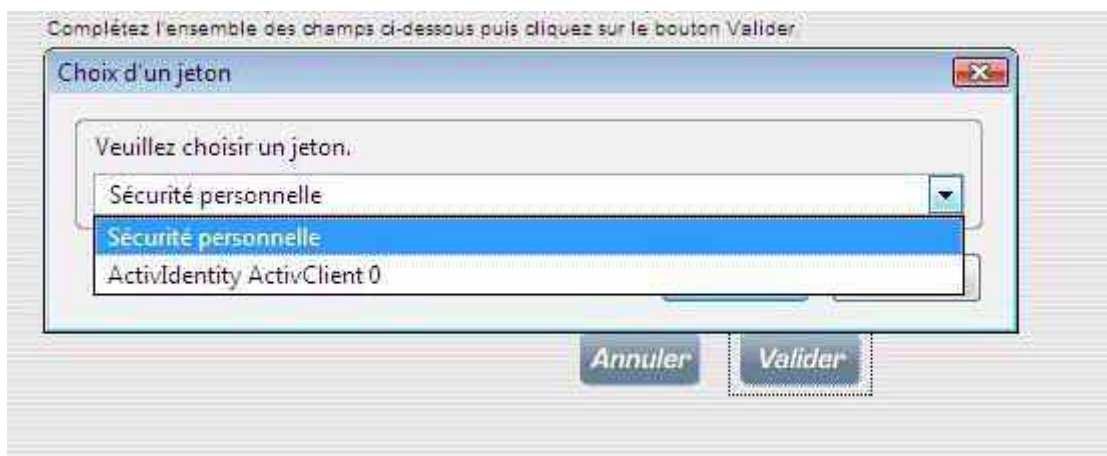 Complétez l'ensemble des champs ci-dessous puis cliquez sur le bouton Valider.
Choix d'un jeton
Veuillez choisir un jeton.
Sécurité personnelle
Sécurité personnelle
ActivIdentity ActivClient 0
Annuler Valider